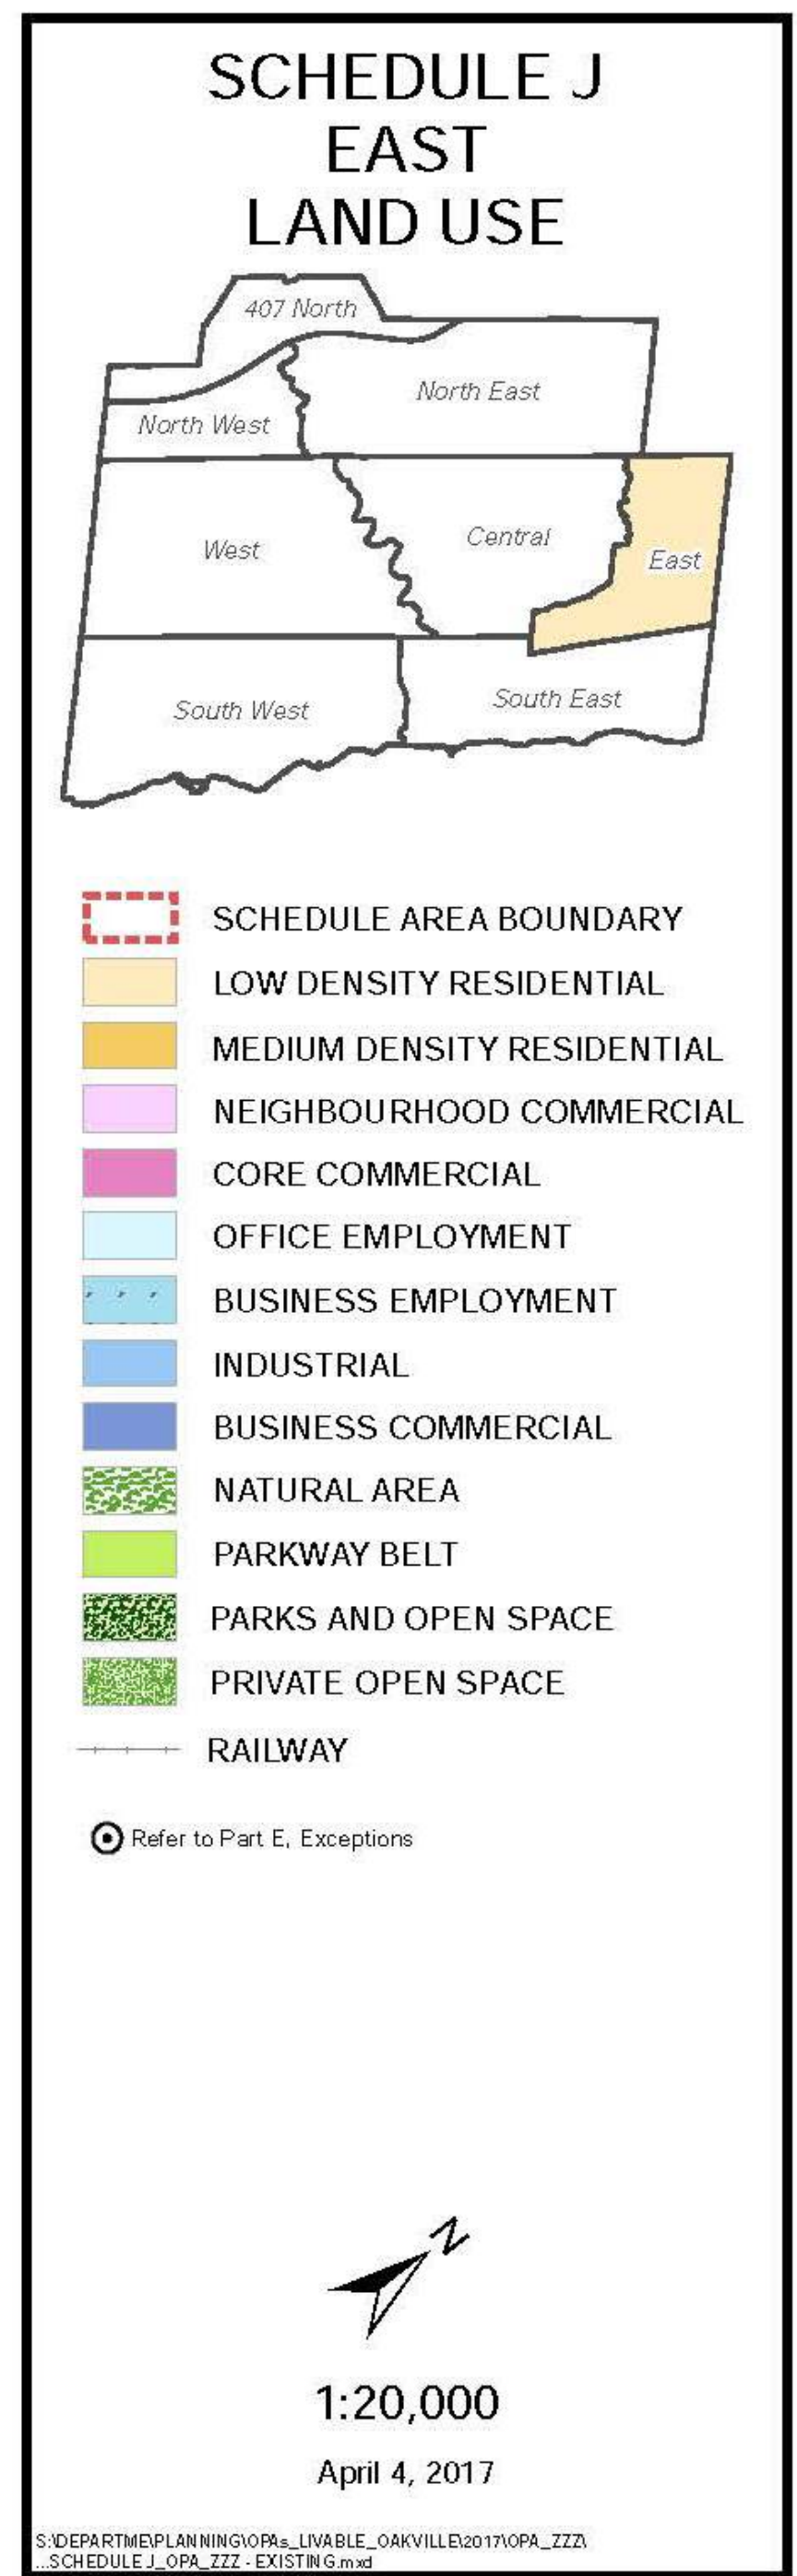 SCHEDULE J
EAST
LAND USE
407 North
North East
North West
Central
West
East
South East
South West
SCHEDULE AREA BOUNDARY
LOW DENSITY RESIDENTIAL
MEDIUM DENSITY RESIDENTIAL
NEIGHBOURHOOD COMMERCIAL
CORE COMMERCIAL
OFFICE EMPLOYMENT
BUSINESS EMPLOYMENT
INDUSTRIAL
BUSINESS COMMERCIAL
NATURAL AREA
PARKWAY BELT
PARKS AND OPEN SPACE
PRIVATE OPEN SPACE
RAILWAY
Refer to Part E, Exceptions
N
1:20,000
April 4, 2017
S:\DEPARTME\PLANNING\OPAs_LIVABLE_OAKVILLE\2017\OPA_ZZZ\
...SCHEDULE J_OPA_ZZZ - EXISTING.mxd